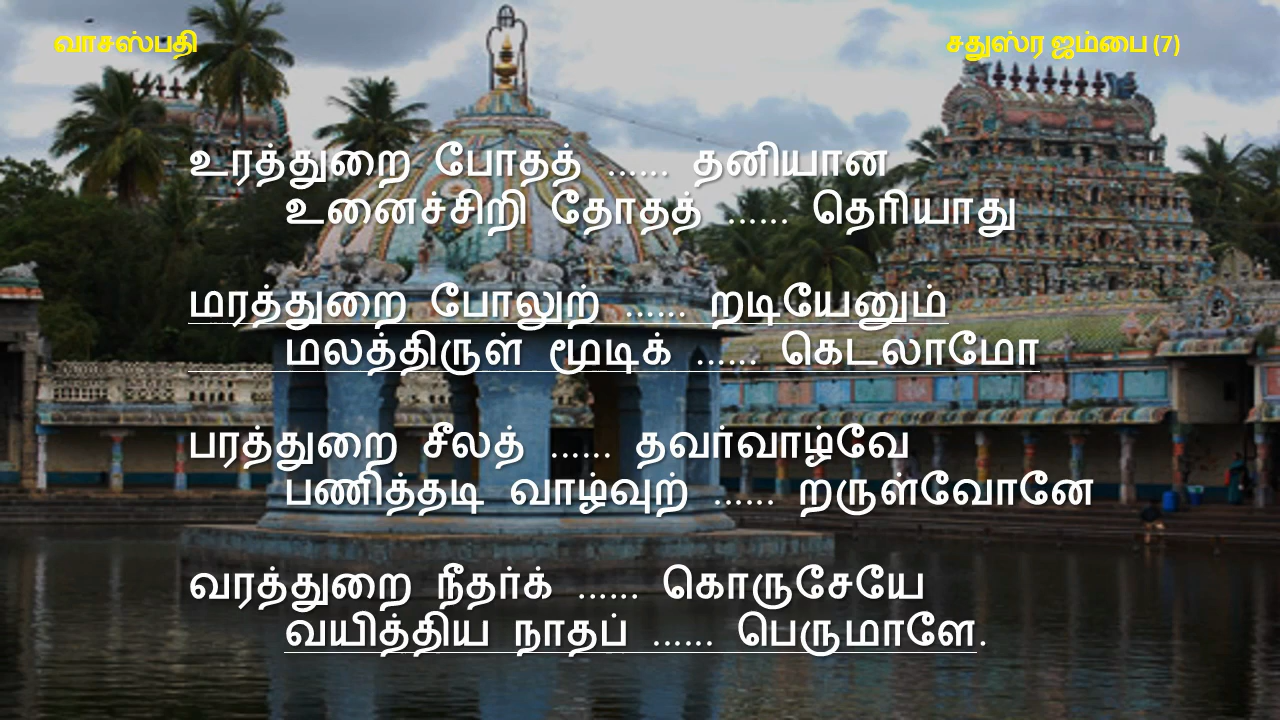 வாசஸ்பதி
சதுஸ்ர ஜம்பை (7)
உரத்துறை போதத் ...... தனியான
உனைச்சிறி தோதத் ...... தெரியாது
மரத்துறை போலுற் ...... றடியேனும்
மலத்திருள் மூடிக் ...... கெடலாமோ
பரத்துறை சீலத் ...... தவர்வாழ்வே
பணித்தடி வாழ்வுற் ...... றருள்வோனே
வரத்துறை நீதர்க் ...... கொருசேயே
வயித்திய நாதப் ...... பெருமாளே.